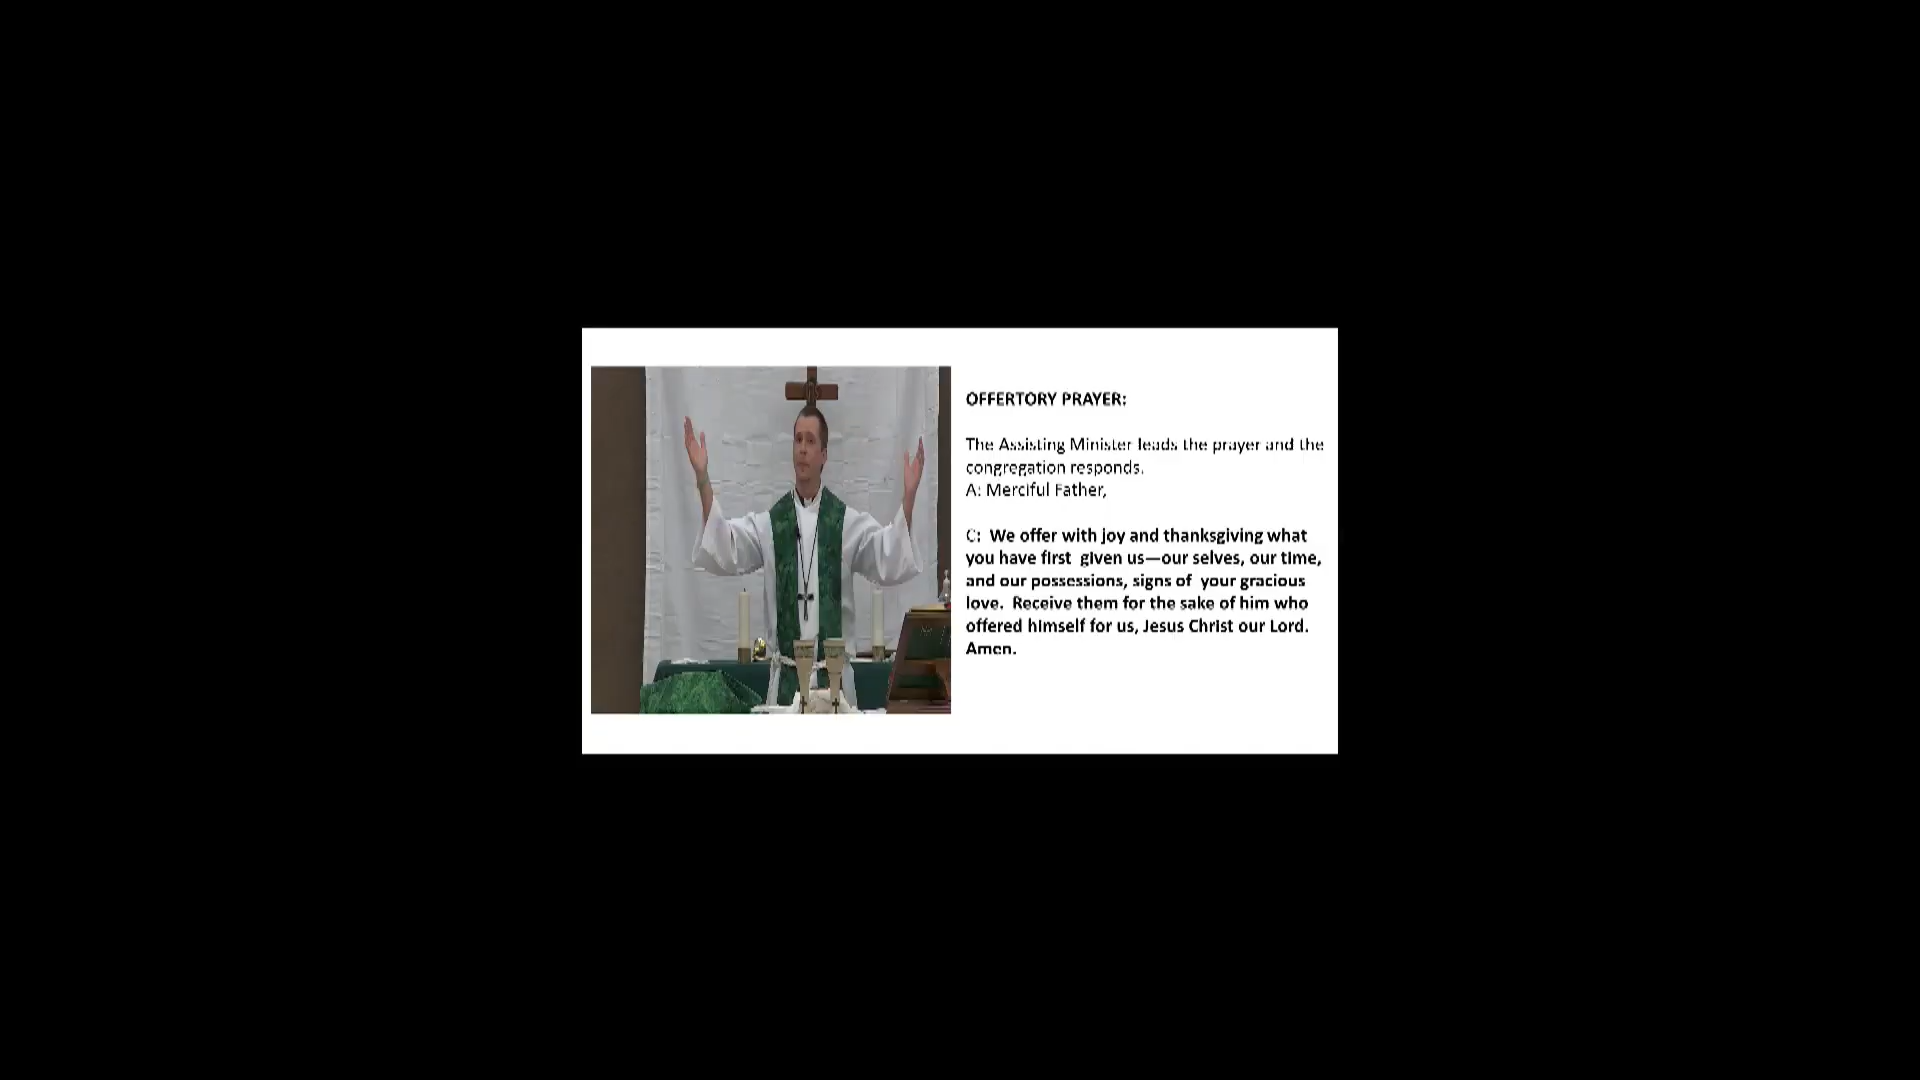 OFFERTORY PRAYER:
The Assisting Minister leads the prayer and the
congregation responds.
A: Merciful Father,
C:  We offer with joy and thanksgiving what
you have first  given us—our selves, our time,
and our possessions, signs of  your gracious
love.  Receive them for the sake of him who
offered himself for us, Jesus Christ our Lord.
Amen.